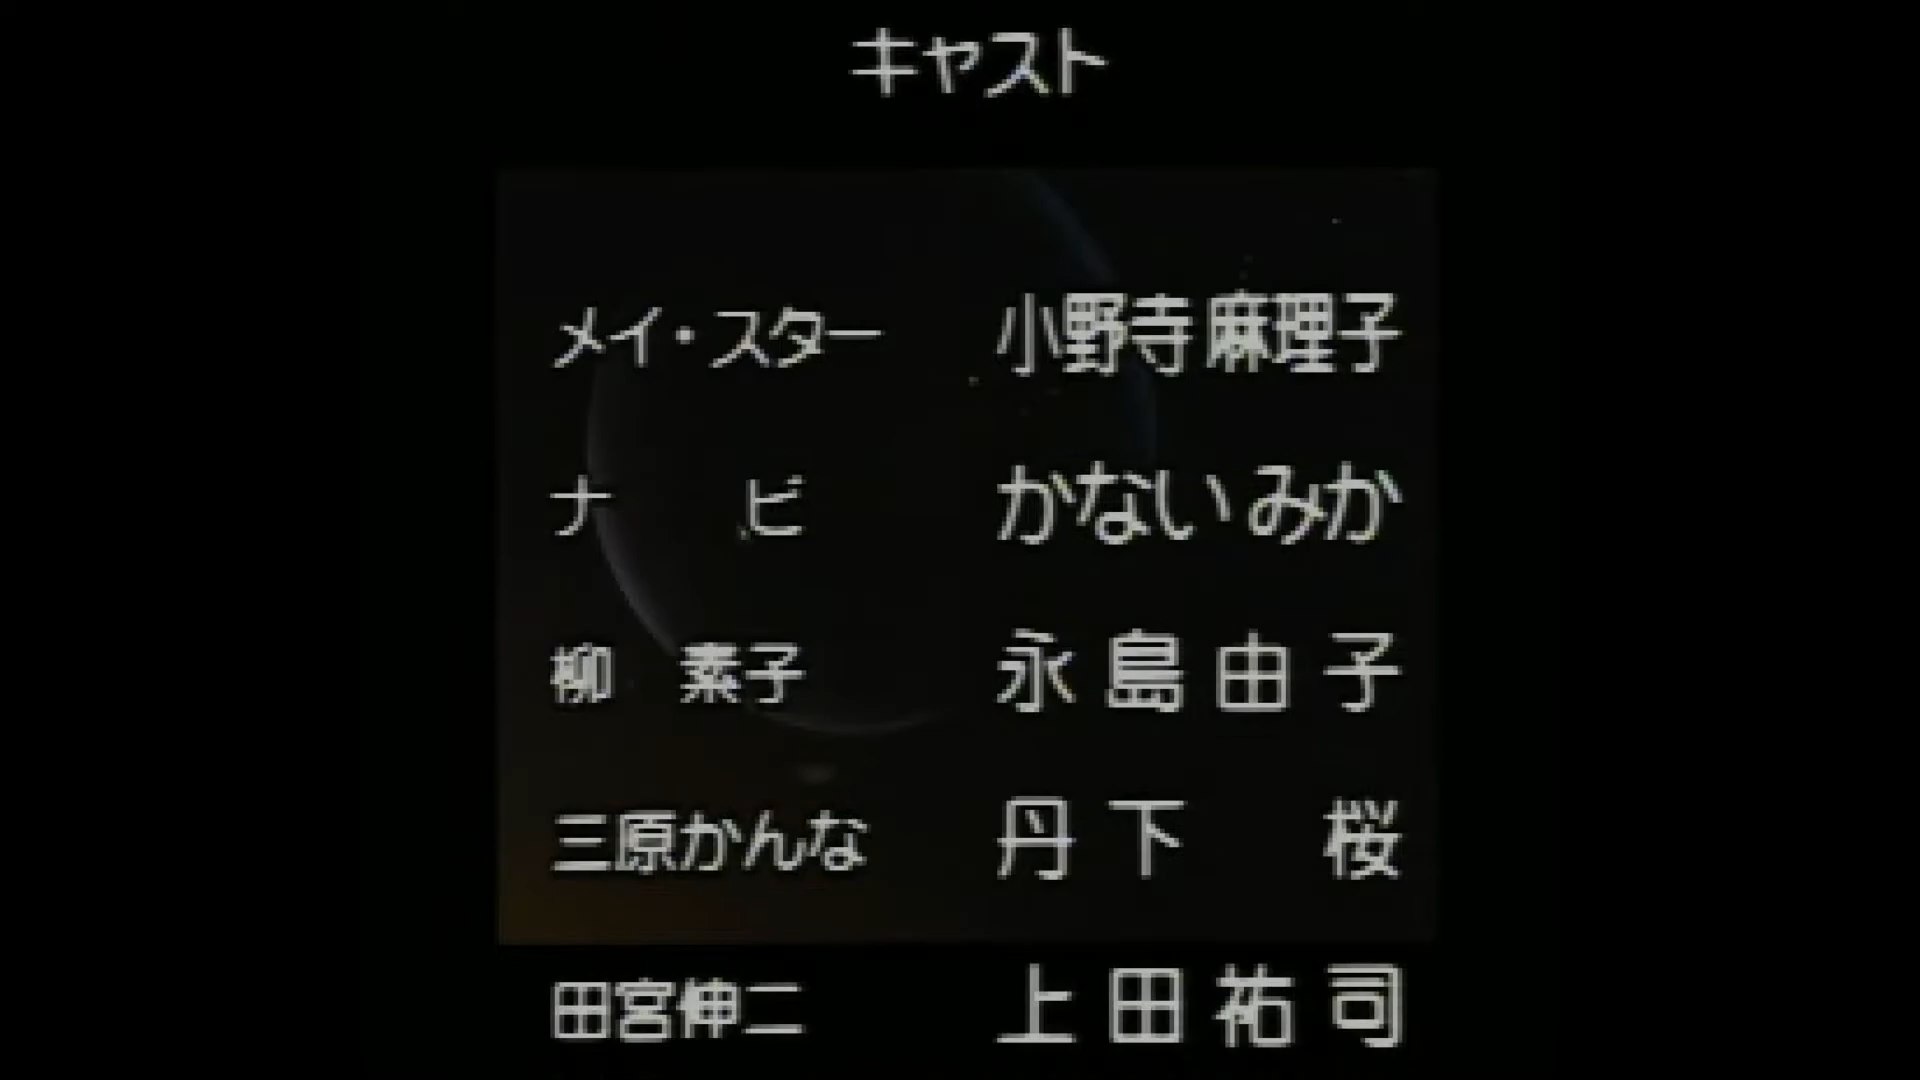 キャスト
メイ・スター 小野寺麻理子
ナビ かないみか
柳 素子 永島由子
三原かんな 丹下 桜
田宮伸二 上田祐司